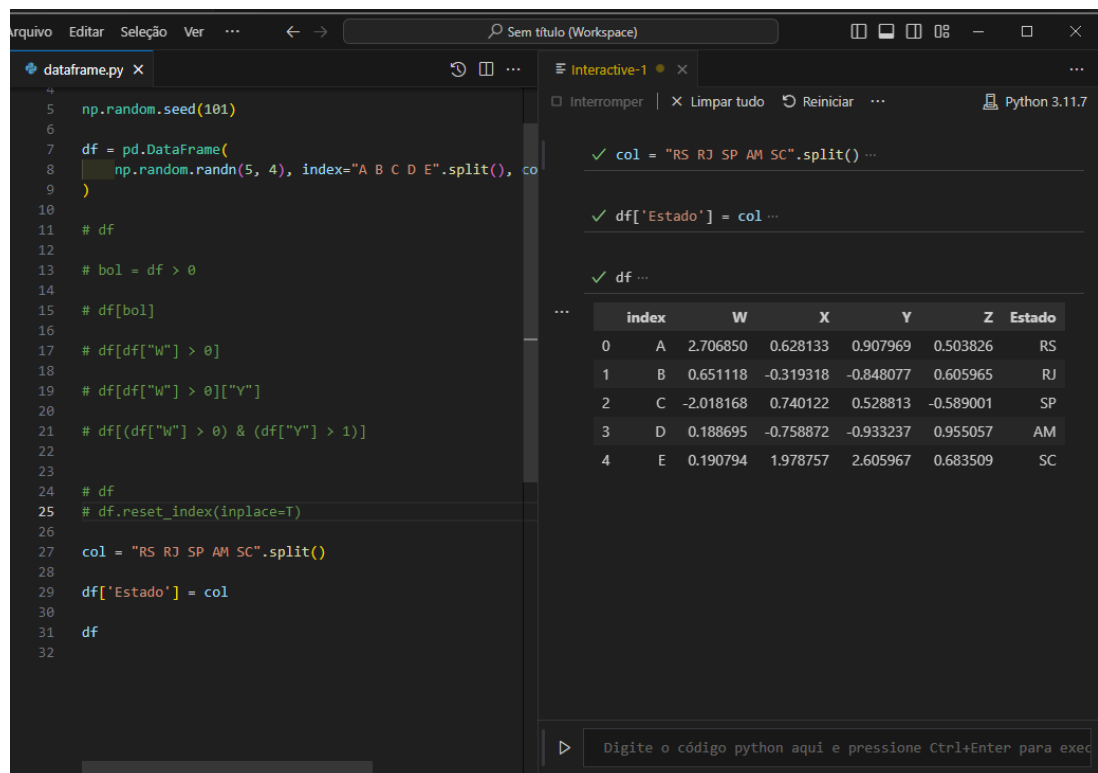 Arquivo Editar Seleção Ver ··· ← → Sem título (Workspace)
dataframe.py
4
5 np.random.seed(101)
6
7 df = pd.DataFrame(
8 np.random.randn(5, 4), index="A B C D E".split(), co
9 )
10
11 # df
12
13 # bol = df > 0
14
15 # df[bol]
16
17 # df[df["W"] > 0]
18
19 # df[df["W"] > 0]["Y"]
20
21 # df[(df["W"] > 0) & (df["Y"] > 1)]
22
23
24 # df
25 # df.reset_index(inplace=T)
26
27 col = "RS RJ SP AM SC".split()
28
29 df['Estado'] = col
30
31 df
32
Interactive-1
Interromper | Limpar tudo Reiniciar ··· Python 3.11.7
col = "RS RJ SP AM SC".split() ···
df['Estado'] = col ···
df ···
index W X Y Z Estado
0 A 2.706850 0.628133 0.907969 0.503826 RS
1 B 0.651118 -0.319318 -0.848077 0.605965 RJ
2 C -2.018168 0.740122 0.528813 -0.589001 SP
3 D 0.188695 -0.758872 -0.933237 0.955057 AM
4 E 0.190794 1.978757 2.605967 0.683509 SC
Digite o código python aqui e pressione Ctrl+Enter para exec